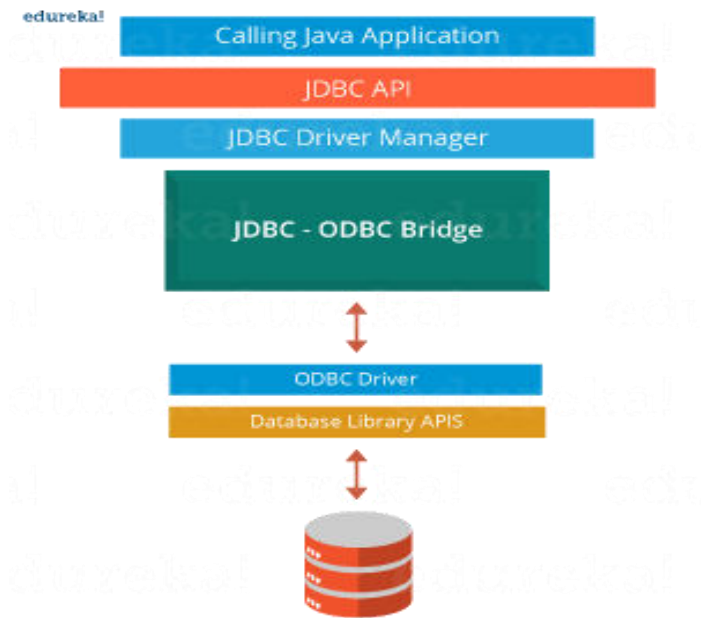 edureka!
Calling Java Application
JDBC API
JDBC Driver Manager
JDBC - ODBC Bridge
ODBC Driver
Database Library APIS